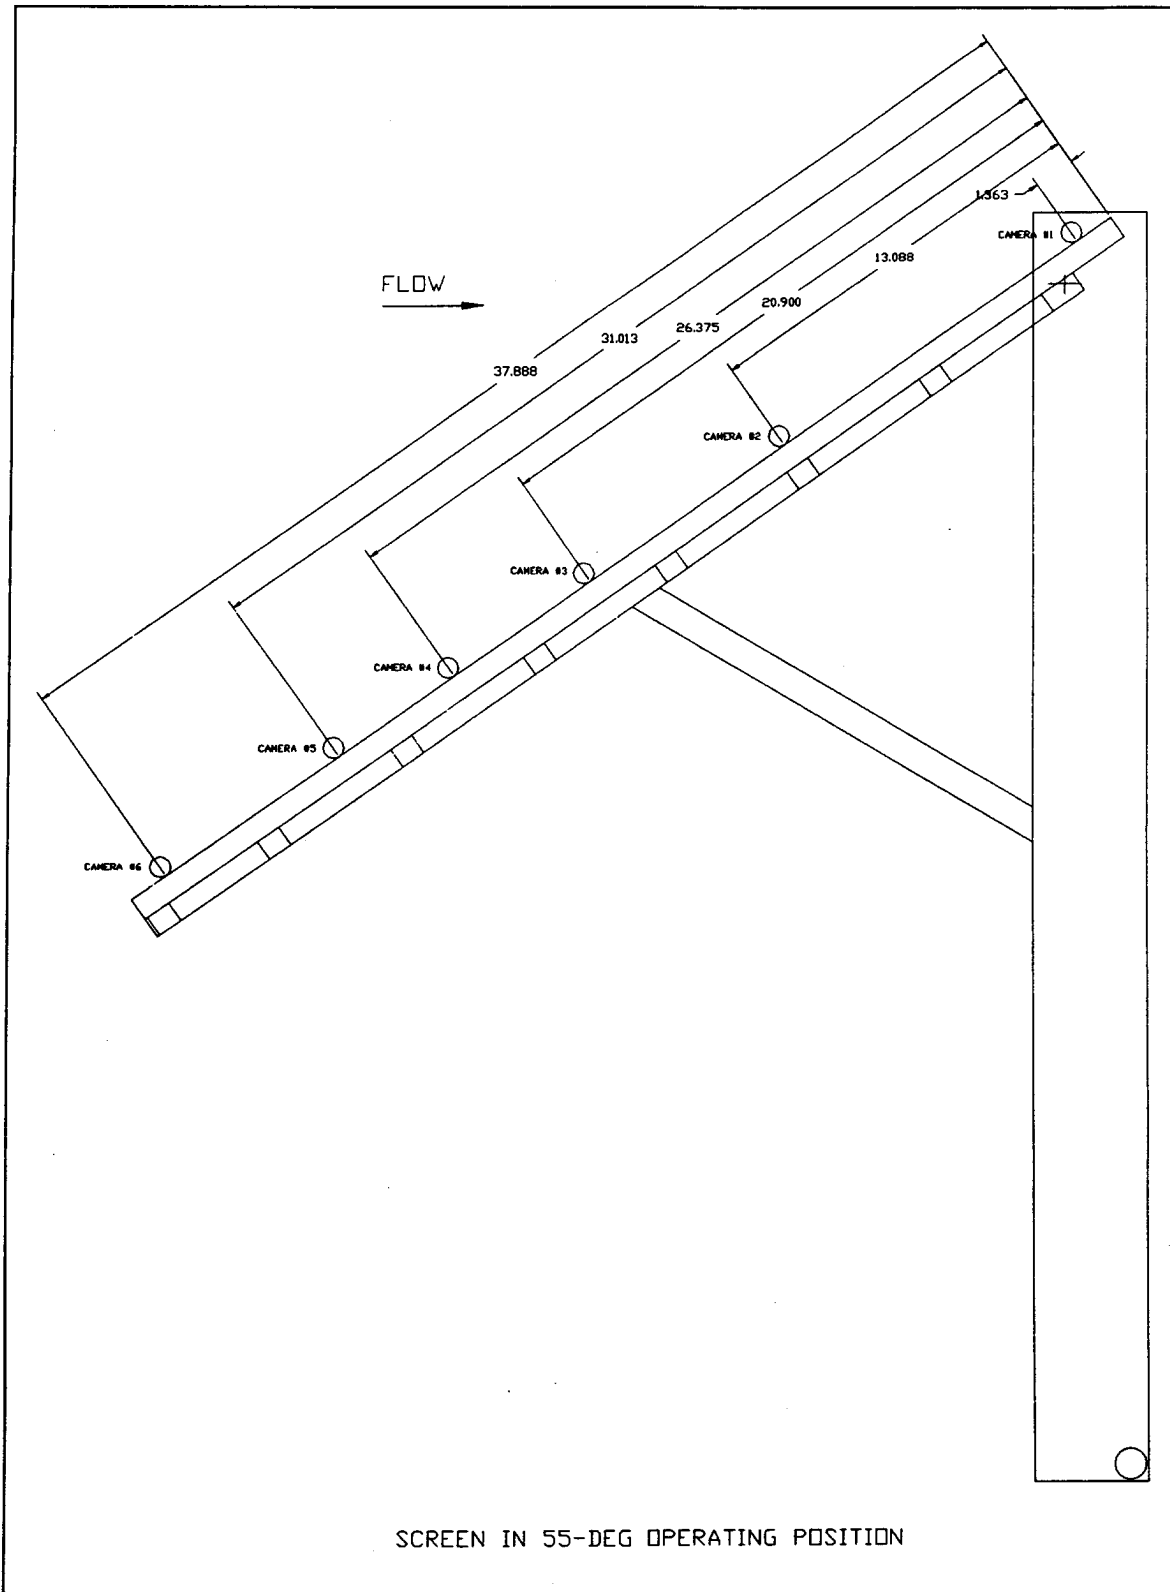 1.363
CAMERA #1
13.088
FLOW
20.900
26.375
31.013
37.888
CAMERA #2
CAMERA #3
CAMERA #4
CAMERA #5
CAMERA #6
SCREEN IN 55-DEG OPERATING POSITION